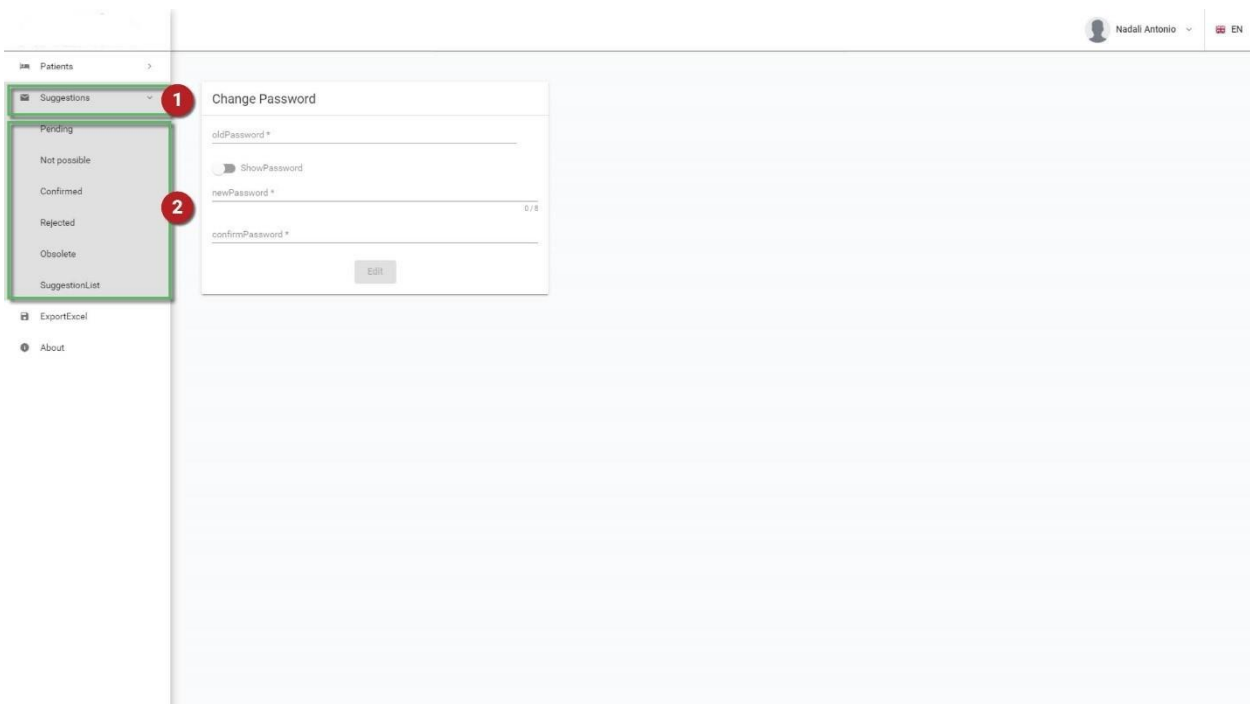 Nadali Antonio
EN
Patients
Suggestions
1
Pending
Not possible
Confirmed
2
Rejected
Obsolete
SuggestionList
ExportExcel
About
Change Password
oldPassword *
ShowPassword
newPassword *
0 / 8
confirmPassword *
Edit